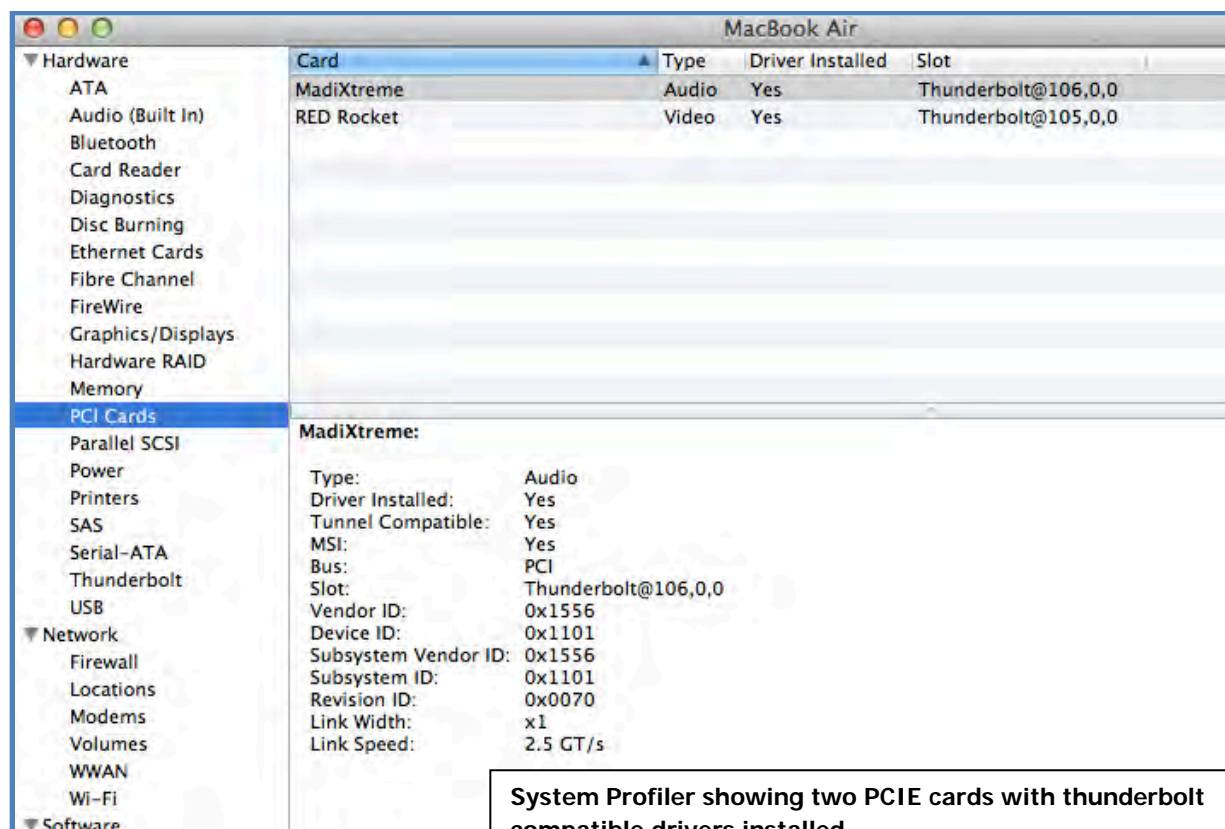 MacBook Air
Hardware
ATA
Audio (Built In)
Bluetooth
Card Reader
Diagnostics
Disc Burning
Ethernet Cards
Fibre Channel
FireWire
Graphics/Displays
Hardware RAID
Memory
PCI Cards
Parallel SCSI
Power
Printers
SAS
Serial-ATA
Thunderbolt
USB
Network
Firewall
Locations
Modems
Volumes
WWAN
Wi-Fi
Software
Card Type Driver Installed Slot
MadiXtreme Audio Yes Thunderbolt@106,0,0
RED Rocket Video Yes Thunderbolt@105,0,0
MadiXtreme:
Type: Audio
Driver Installed: Yes
Tunnel Compatible: Yes
MSI: Yes
Bus: PCI
Slot: Thunderbolt@106,0,0
Vendor ID: 0x1556
Device ID: 0x1101
Subsystem Vendor ID: 0x1556
Subsystem ID: 0x1101
Revision ID: 0x0070
Link Width: x1
Link Speed: 2.5 GT/s
System Profiler showing two PCIE cards with thunderbolt
compatible drivers installed